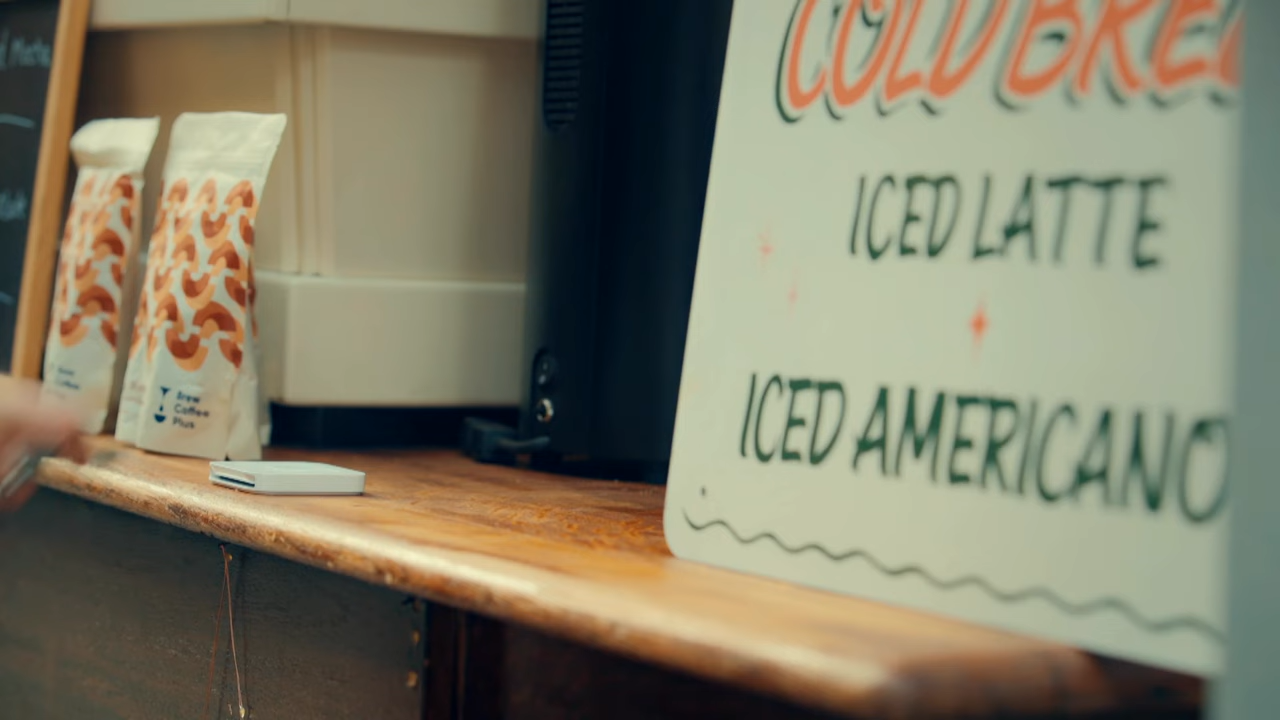 COLD BRE
ICED LATTE
ICED AMERICANO
Brew
Coffee
Plus